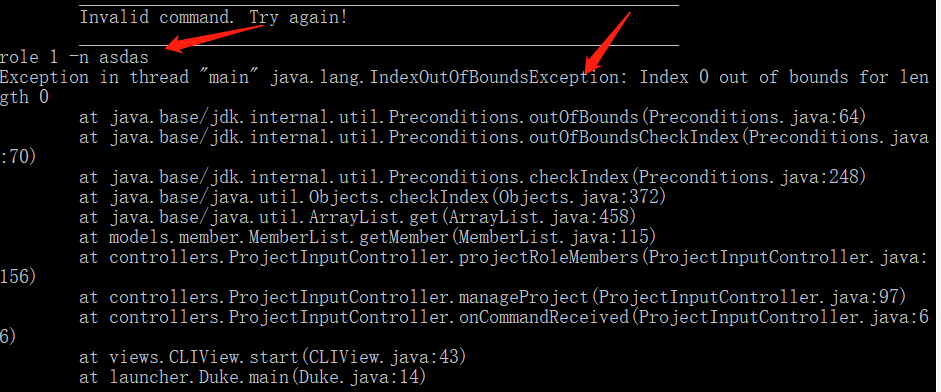 Invalid command. Try again!
role 1 -n asdas
Exception in thread "main" java.lang.IndexOutOfBoundsException: Index 0 out of bounds for len
gth 0
at java.base/jdk.internal.util.Preconditions.outOfBounds(Preconditions.java:64)
at java.base/jdk.internal.util.Preconditions.outOfBoundsCheckIndex(Preconditions.java
:70)
at java.base/jdk.internal.util.Preconditions.checkIndex(Preconditions.java:248)
at java.base/java.util.Objects.checkIndex(Objects.java:372)
at java.base/java.util.ArrayList.get(ArrayList.java:458)
at models.member.MemberList.getMember(MemberList.java:115)
at controllers.ProjectInputController.projectRoleMembers(ProjectInputController.java:
156)
at controllers.ProjectInputController.manageProject(ProjectInputController.java:97)
at controllers.ProjectInputController.onCommandReceived(ProjectInputController.java:6
6)
at views.CLIView.start(CLIView.java:43)
at launcher.Duke.main(Duke.java:14)